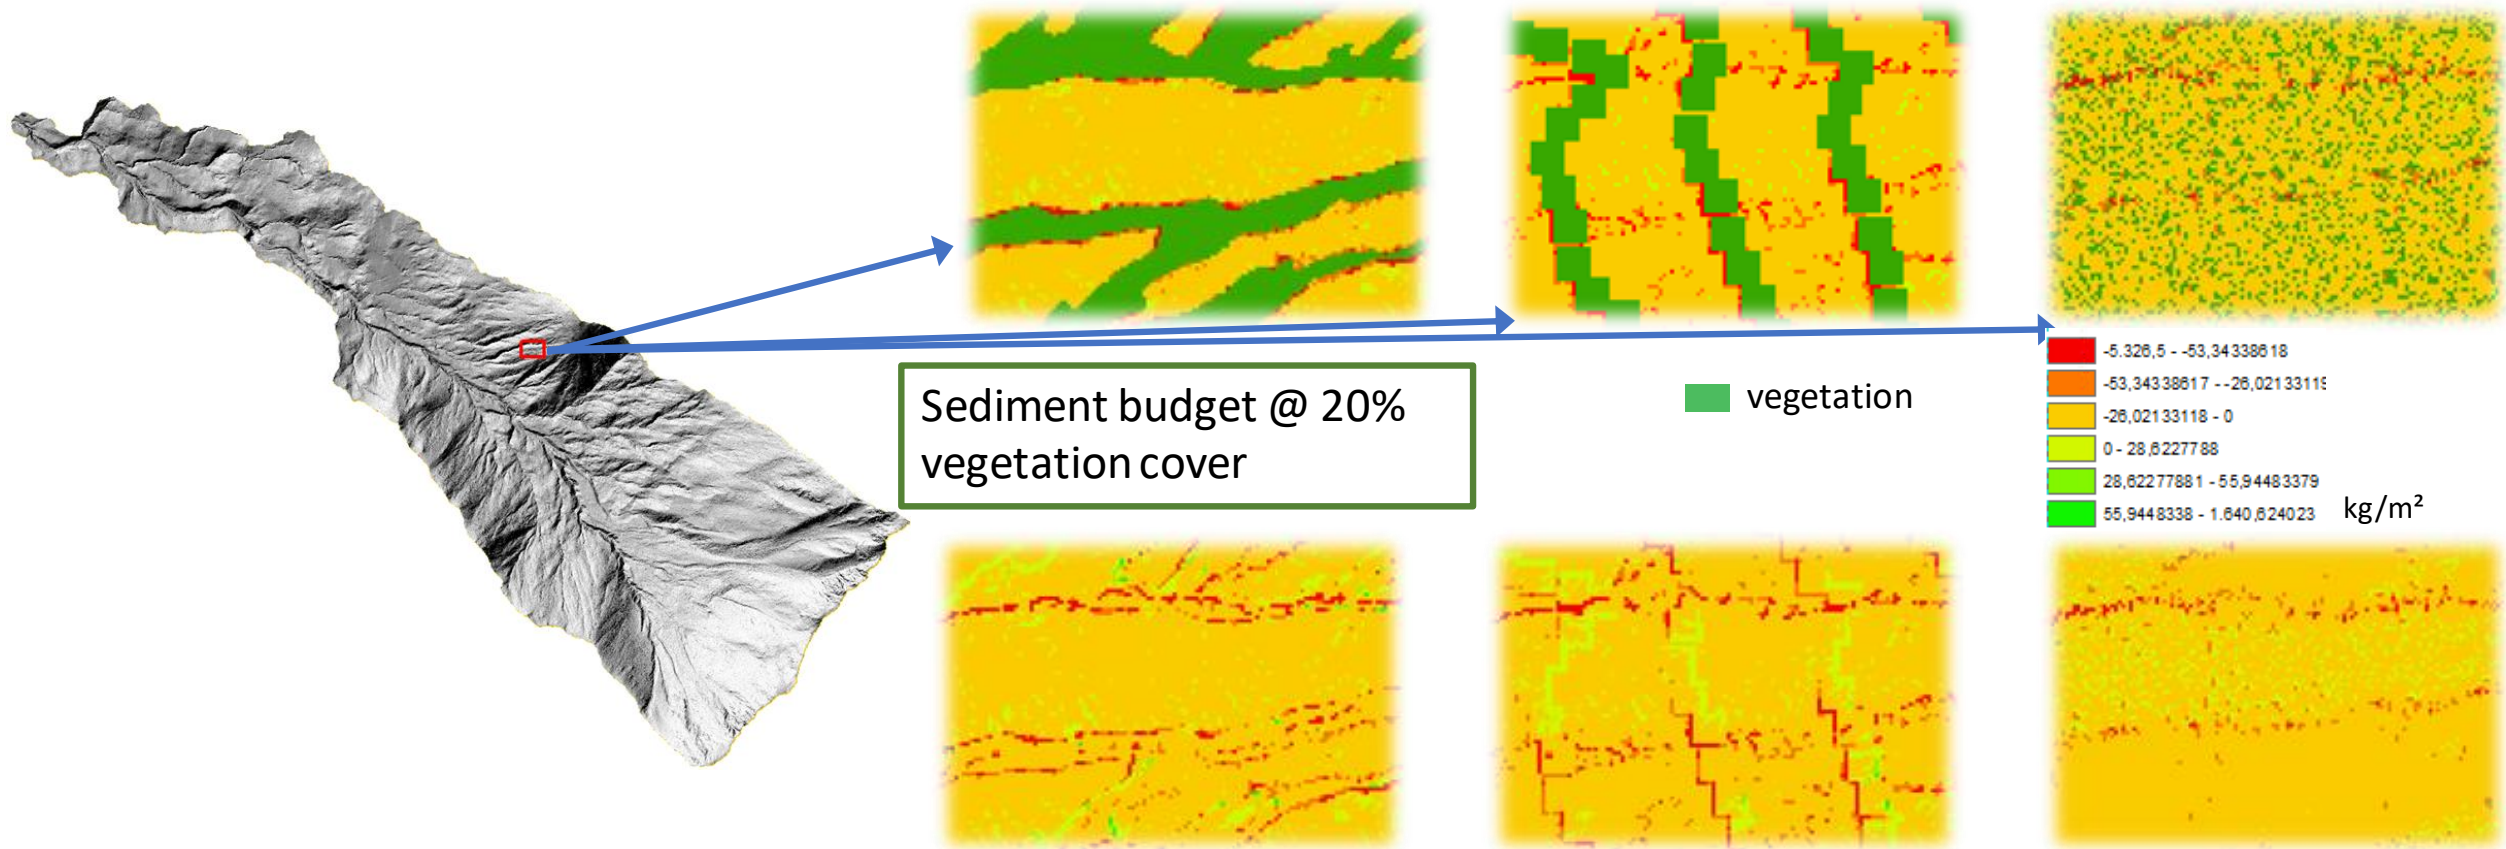 Sediment budget @ 20%
vegetation cover
vegetation
-5.326,5 - -53,34338618
-53,34338617 - -26,02133119
-26,02133118 - 0
0 - 28,6227788
28,62277881 - 55,94483379
55,9448338 - 1.640,624023
kg/m²